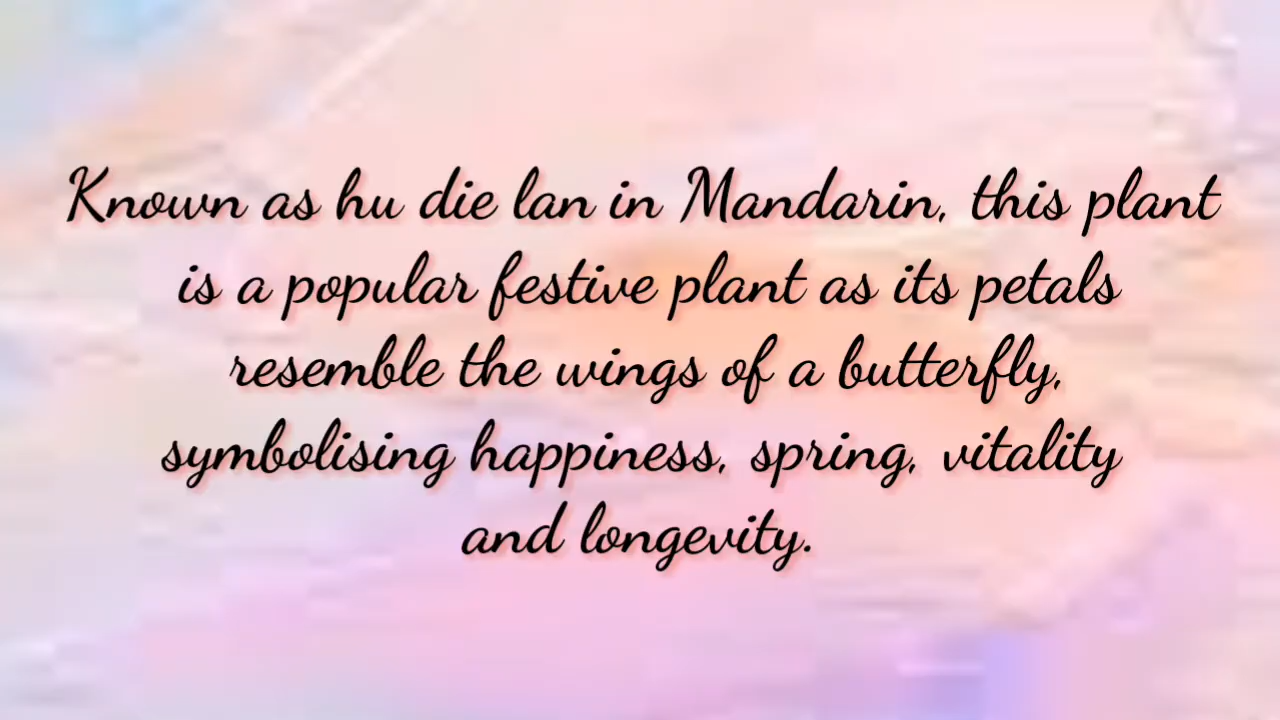 Known as hu die lan in Mandarin, this plant
is a popular festive plant as its petals
resemble the wings of a butterfly,
symbolising happiness, spring, vitality
and longevity.